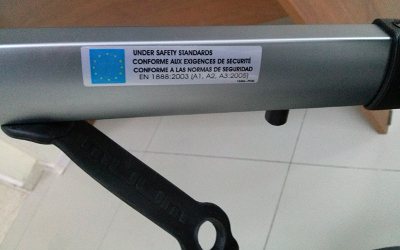 UNDER SAFETY STANDARDS
CONFORME AUX EXIGENCES DE SECURITÉ
CONFORME A LAS NORMAS DE SEGURIDAD
EN 1888:2003 (A1, A2, A3:2005)